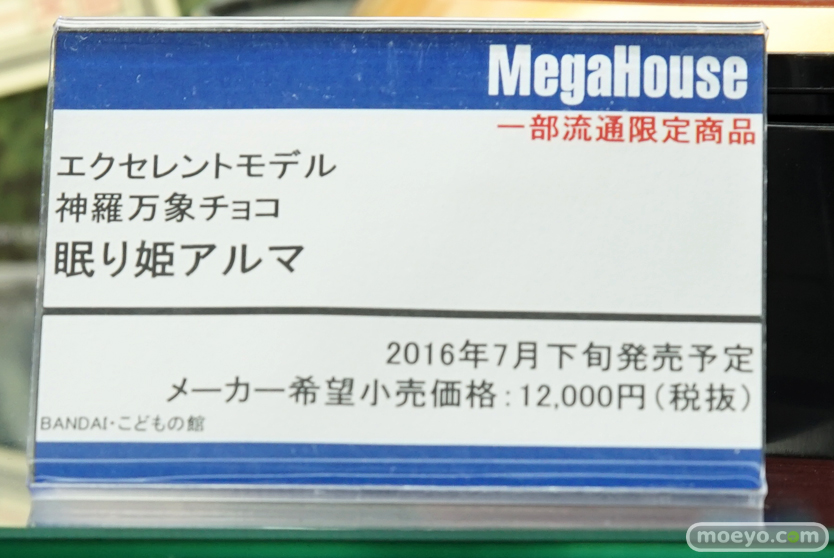 MegaHouse
一部流通限定商品
エクセレントモデル
神羅万象チョコ
眠り姫アルマ
2016年7月下旬発売予定
メーカー希望小売価格:12,000円(税抜)
BANDAI・こどもの館
moeyo.com